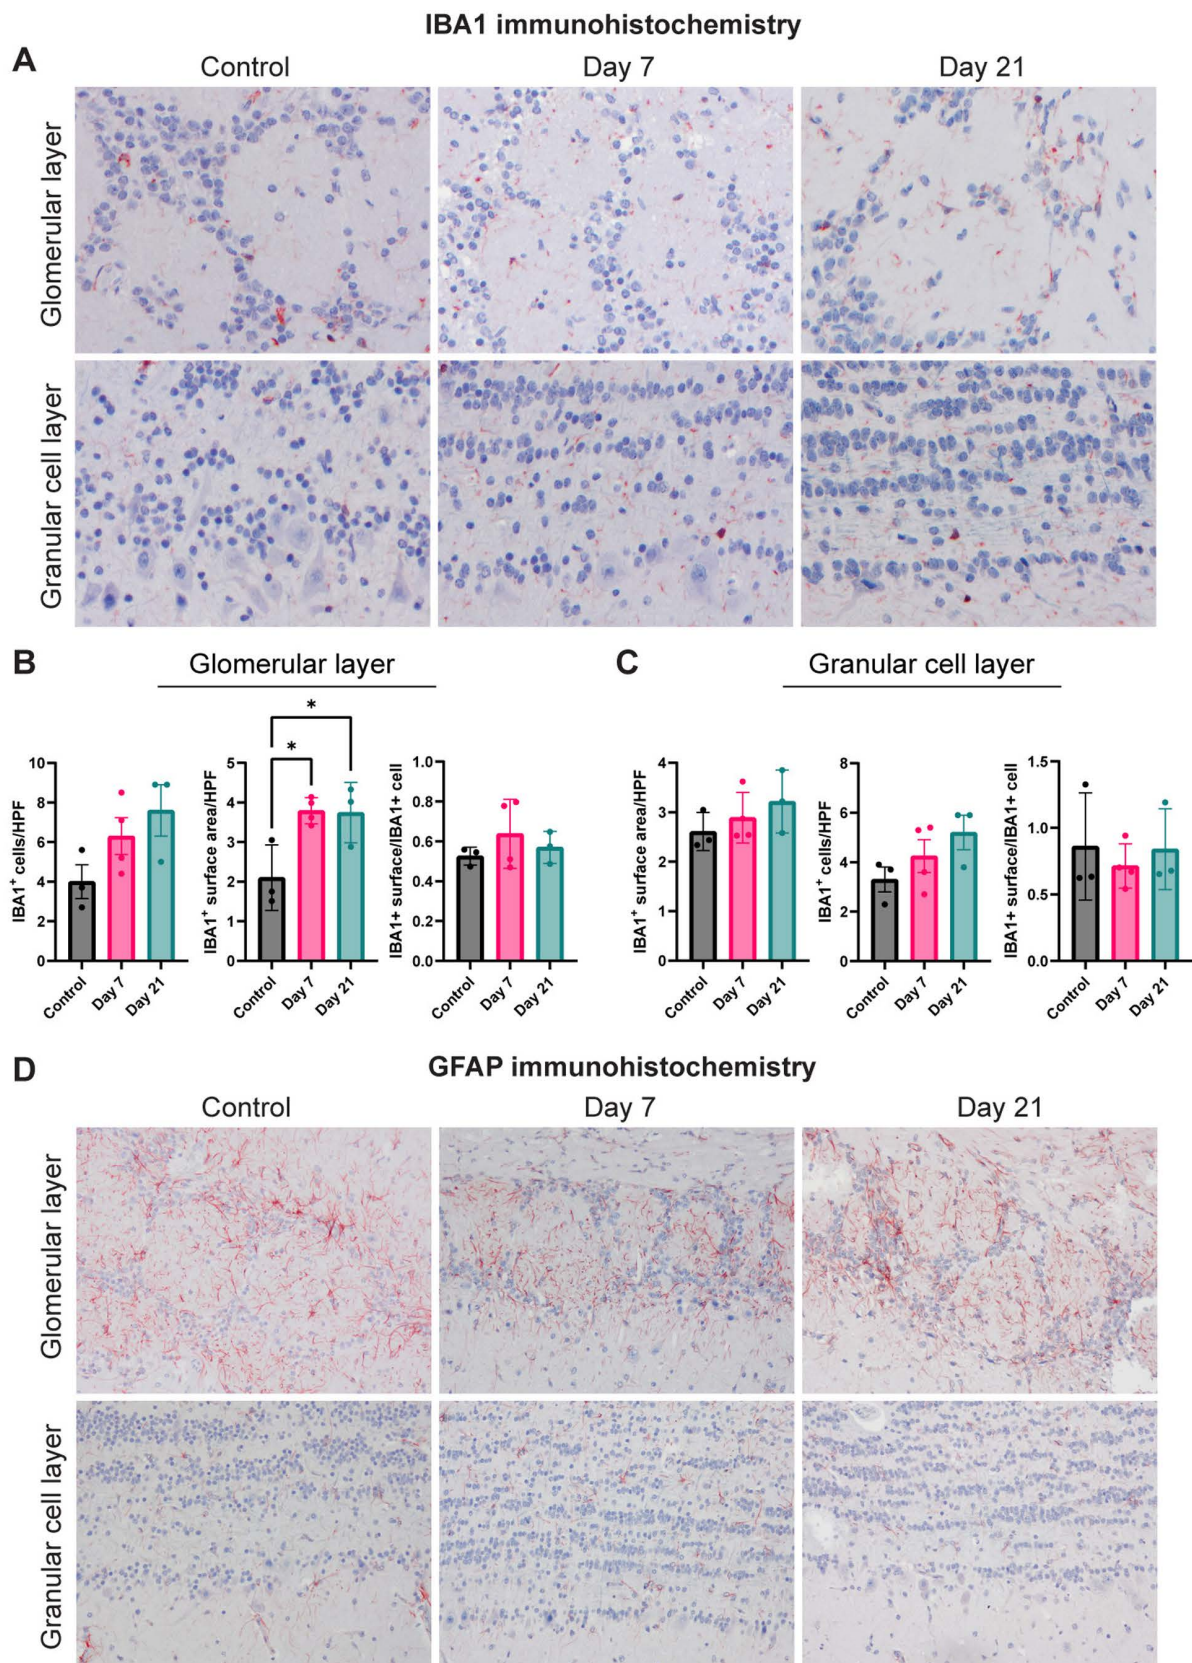 IBA1 immunohistochemistry
A
Control
Day 7
Day 21
Glomerular layer
Granular cell layer
B
Glomerular layer
IBA1+ cells/HPF
10
8
6
4
2
0
Control
Day 7
Day 21
IBA1+ surface area/HPF
5
4
3
2
1
0
*
*
Control
Day 7
Day 21
IBA1+ surface/IBA1+ cell
1.0
0.8
0.6
0.4
0.2
0.0
Control
Day 7
Day 21
C
Granular cell layer
IBA1+ surface area/HPF
4
3
2
1
0
Control
Day 7
Day 21
IBA1+ cells/HPF
8
6
4
2
0
Control
Day 7
Day 21
IBA1+ surface/IBA1+ cell
1.5
1.0
0.5
0.0
Control
Day 7
Day 21
D
GFAP immunohistochemistry
Control
Day 7
Day 21
Glomerular layer
Granular cell layer